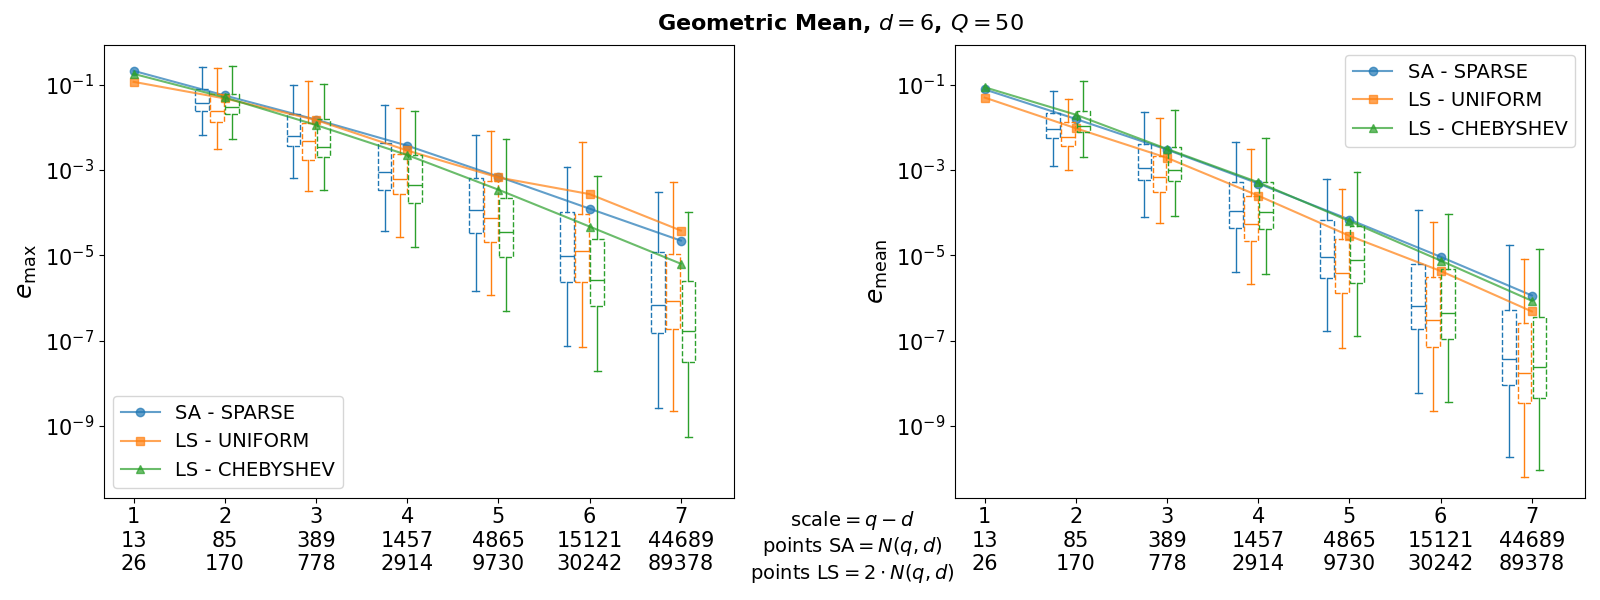 Geometric Mean, d = 6, Q = 50
10⁻¹
10⁻³
10⁻⁵
10⁻⁷
10⁻⁹
e_max
SA - SPARSE
LS - UNIFORM
LS - CHEBYSHEV
1 2 3 4 5 6 7
13 85 389 1457 4865 15121 44689
26 170 778 2914 9730 30242 89378
scale = q − d
points SA = N(q, d)
points LS = 2 · N(q, d)
10⁻¹
10⁻³
10⁻⁵
10⁻⁷
10⁻⁹
e_mean
SA - SPARSE
LS - UNIFORM
LS - CHEBYSHEV
1 2 3 4 5 6 7
13 85 389 1457 4865 15121 44689
26 170 778 2914 9730 30242 89378